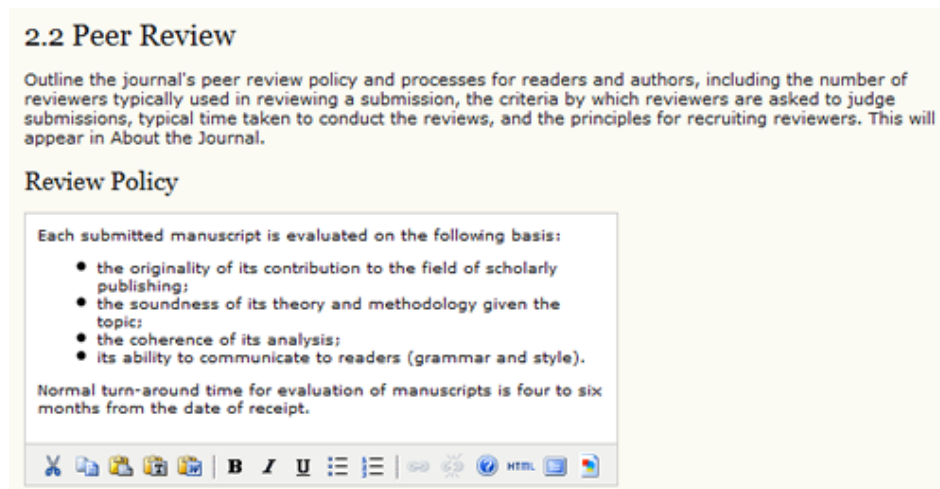 2.2 Peer Review
Outline the journal's peer review policy and processes for readers and authors, including the number of
reviewers typically used in reviewing a submission, the criteria by which reviewers are asked to judge
submissions, typical time taken to conduct the reviews, and the principles for recruiting reviewers. This will
appear in About the Journal.
Review Policy
Each submitted manuscript is evaluated on the following basis:
• the originality of its contribution to the field of scholarly
publishing;
• the soundness of its theory and methodology given the
topic;
• the coherence of its analysis;
• its ability to communicate to readers (grammar and style).
Normal turn-around time for evaluation of manuscripts is four to six
months from the date of receipt.
B I U HTML